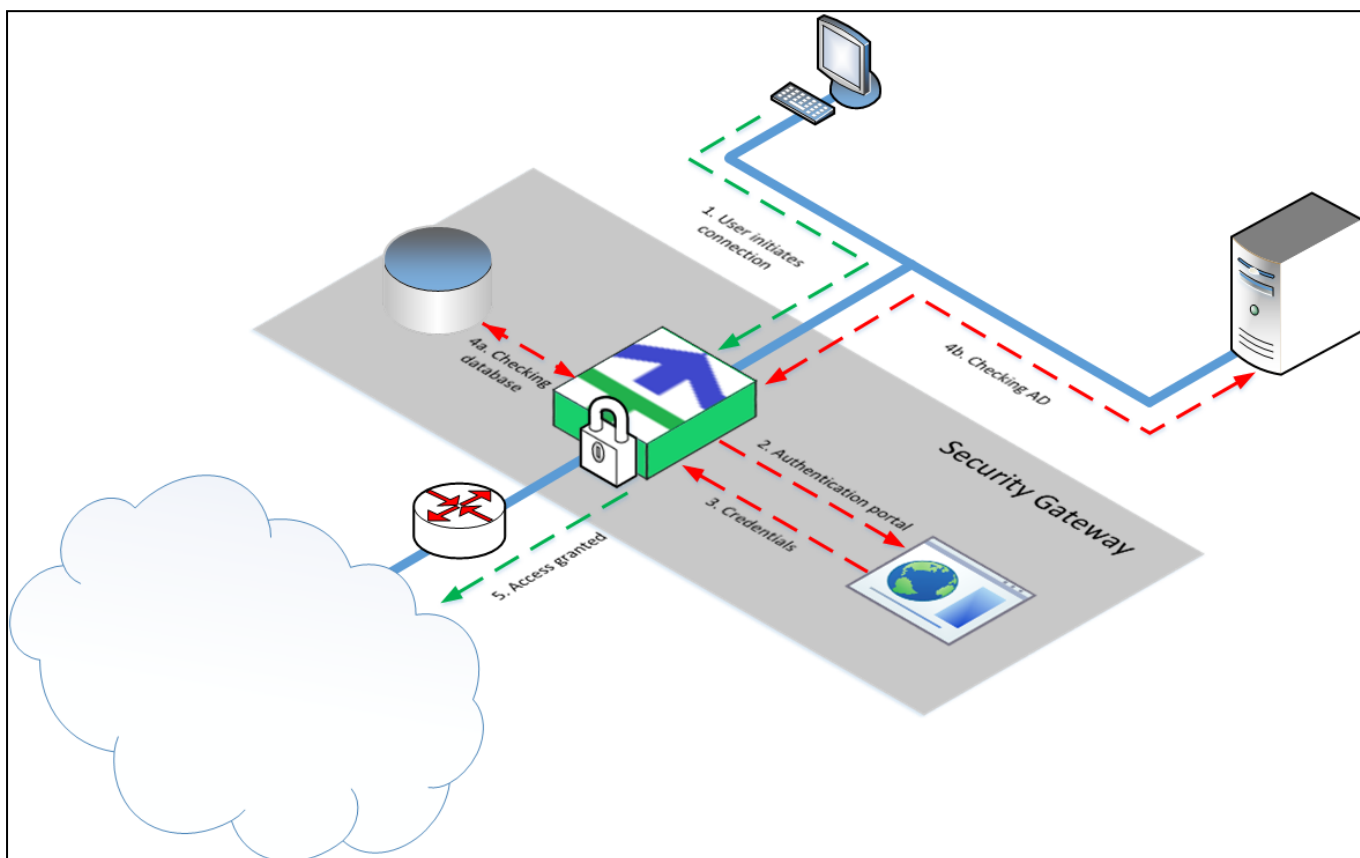 1. User initiates
connection
4a. Checking
database
4b. Checking AD
Security Gateway
2. Authentication portal
3. Credentials
5. Access granted